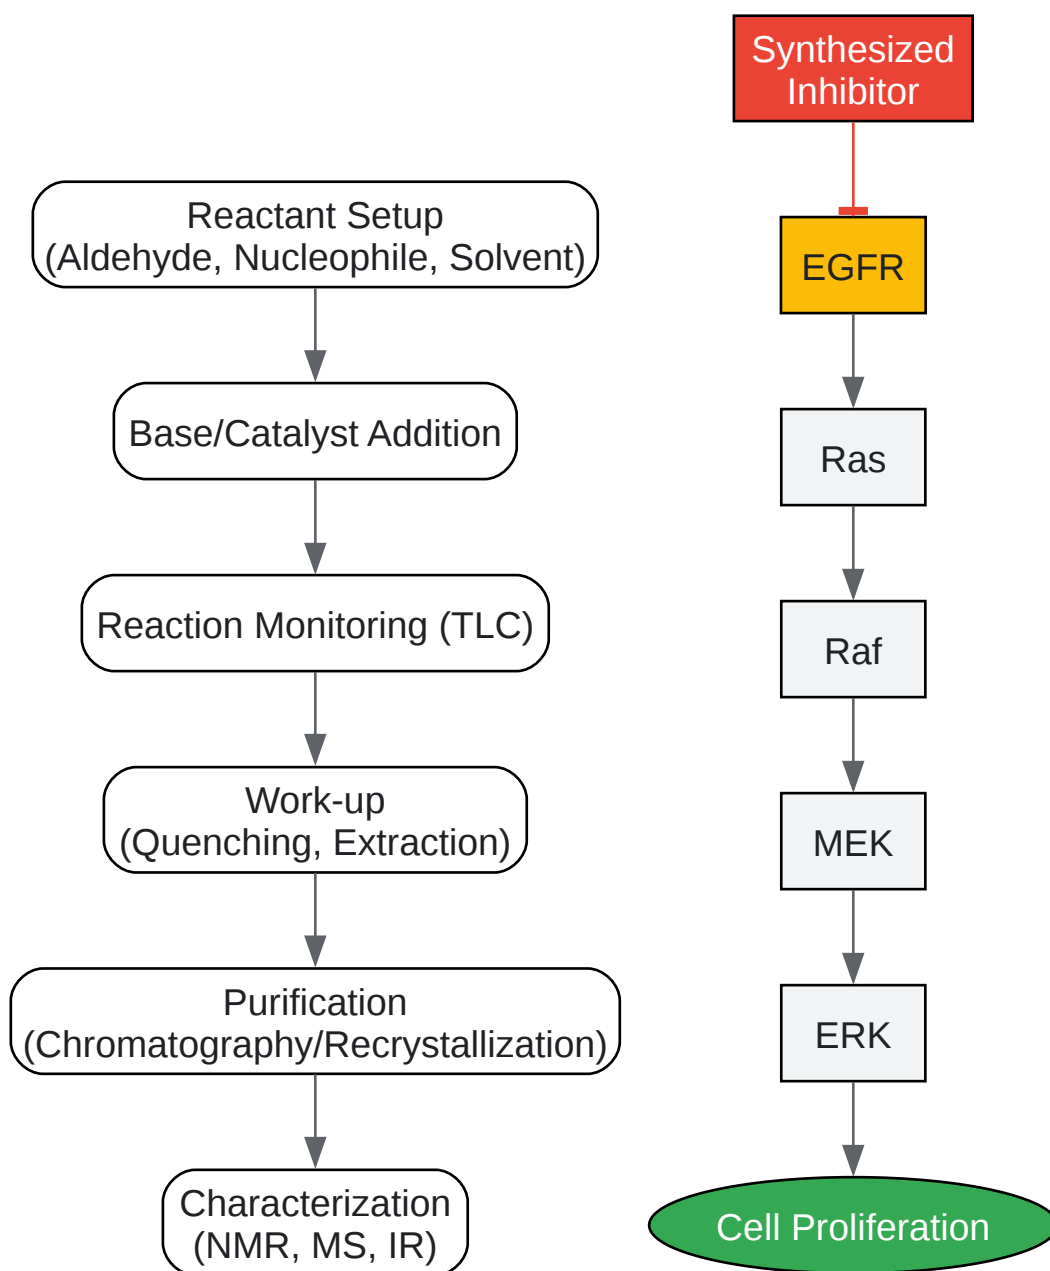 Reactant Setup
(Aldehyde, Nucleophile, Solvent)
Base/Catalyst Addition
Reaction Monitoring (TLC)
Work-up
(Quenching, Extraction)
Purification
(Chromatography/Recrystallization)
Characterization
(NMR, MS, IR)
Synthesized
Inhibitor
EGFR
Ras
Raf
MEK
ERK
Cell Proliferation